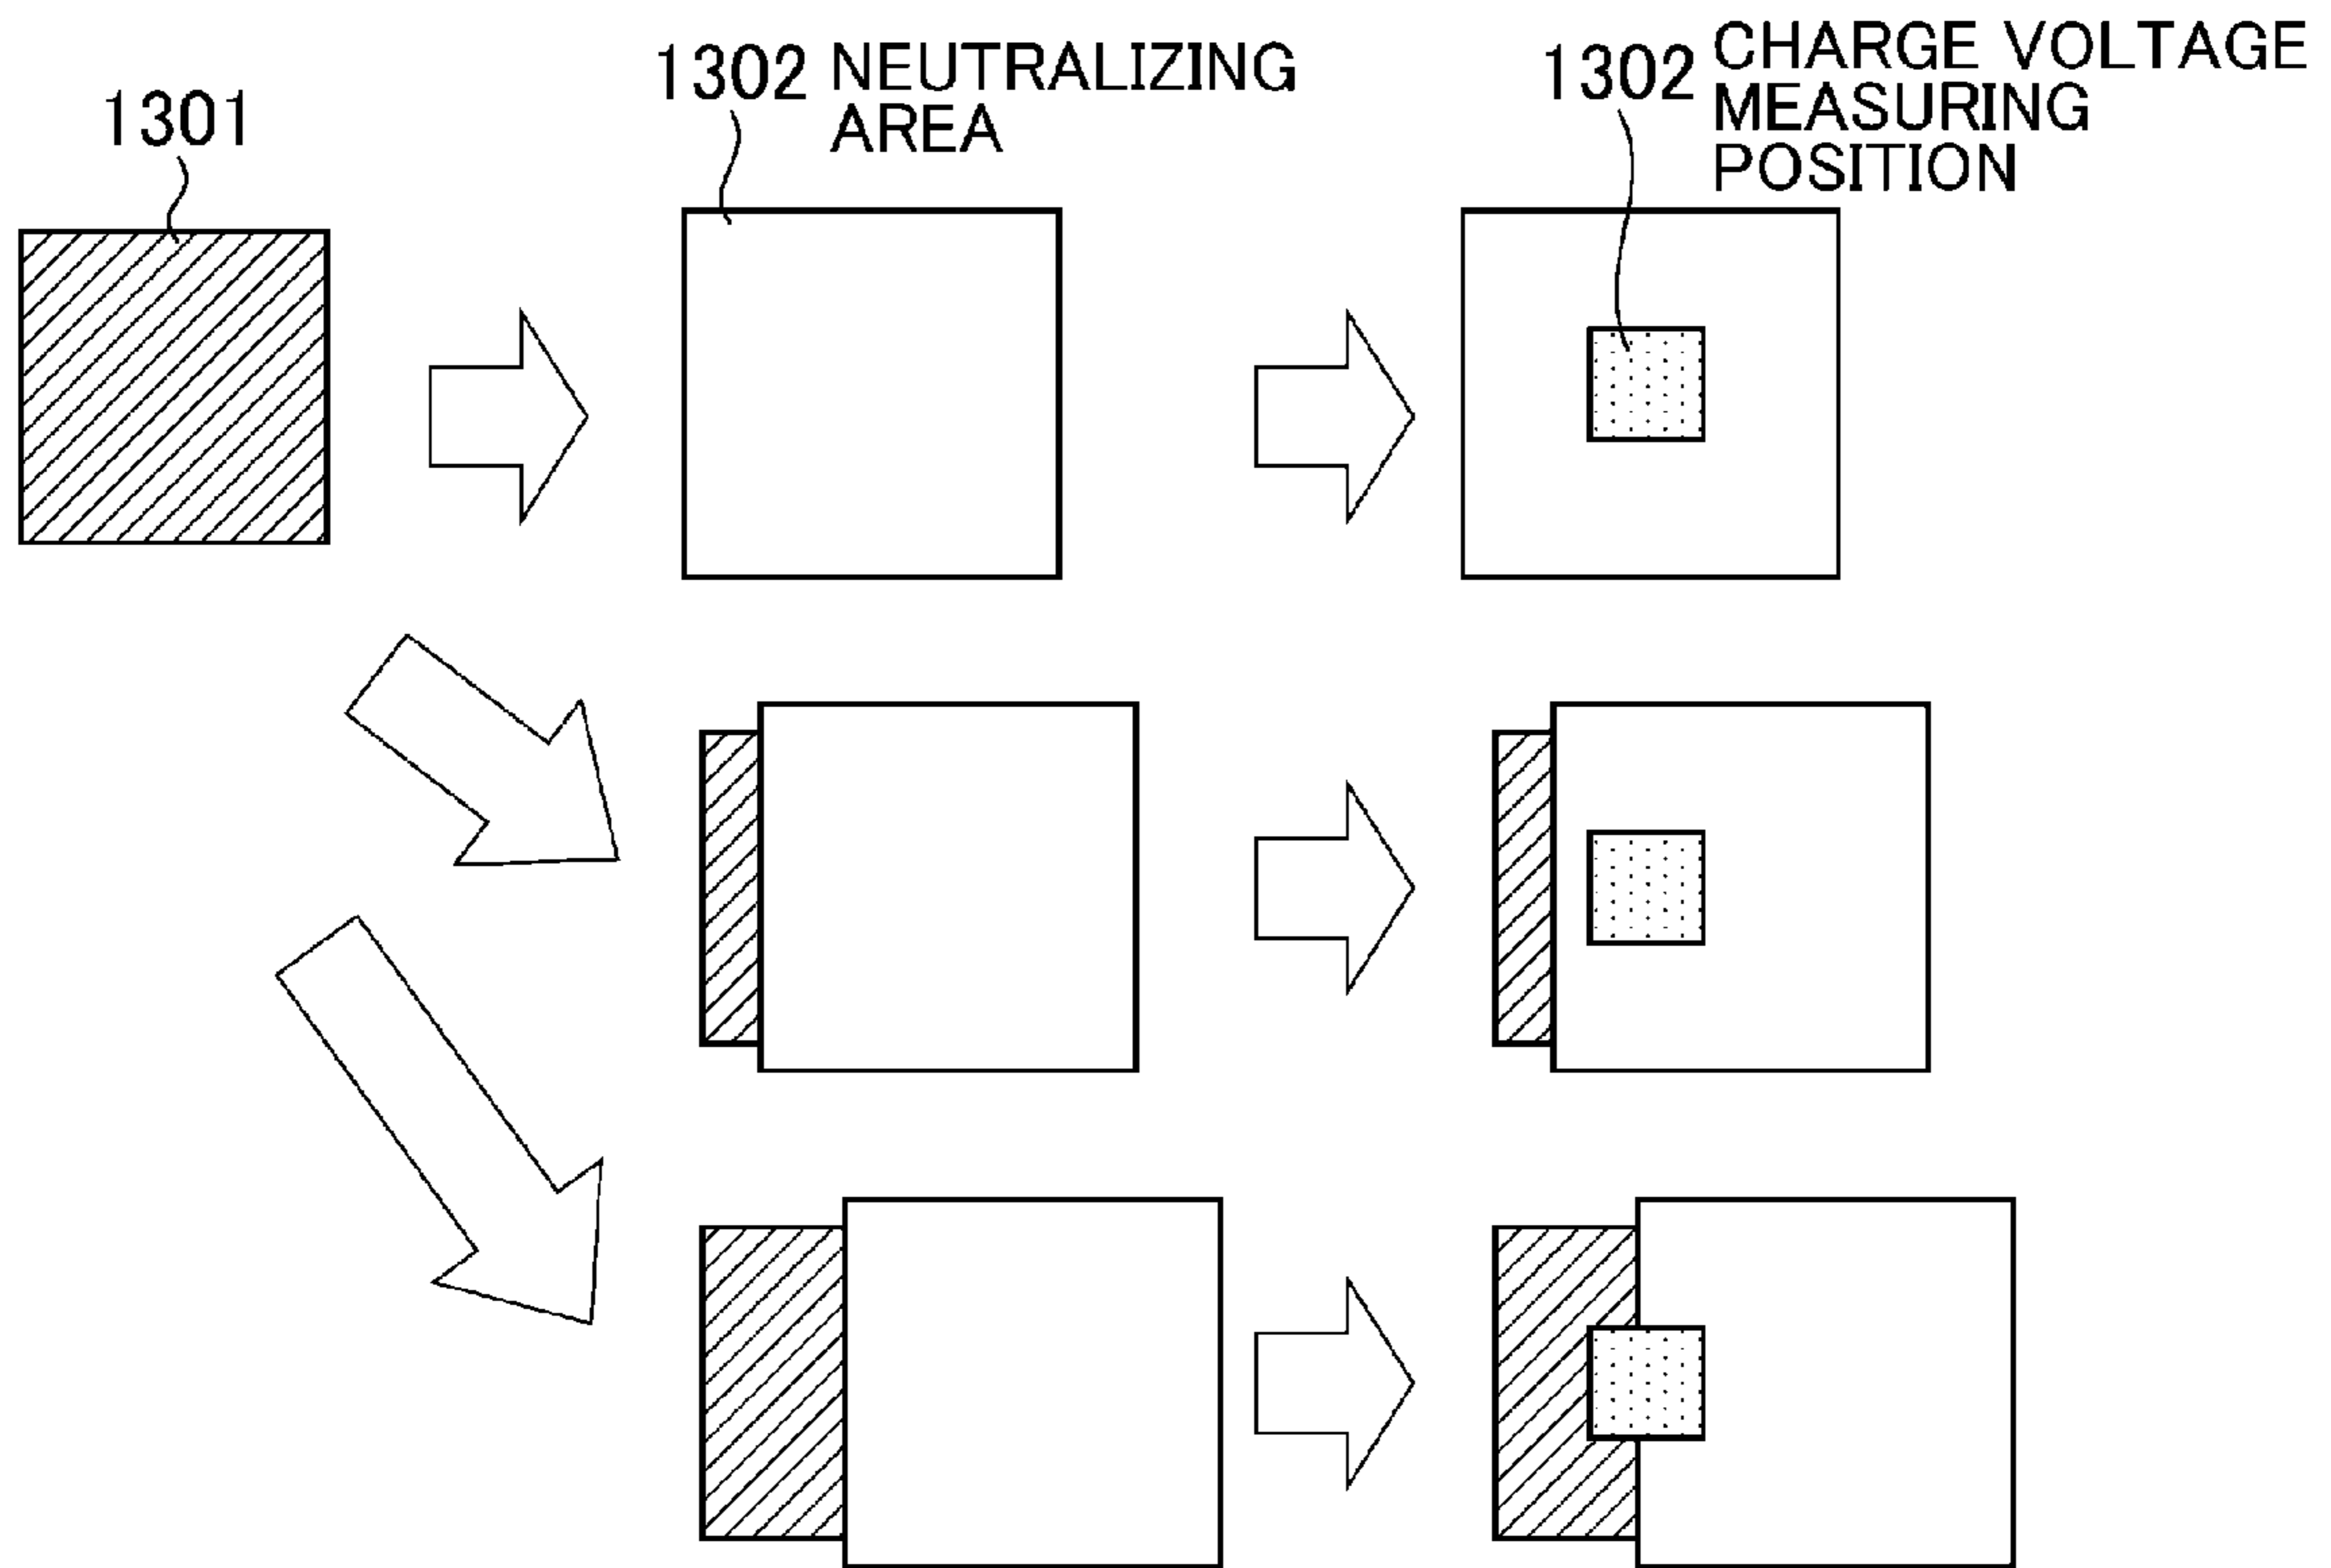 1301
1302 NEUTRALIZING
AREA
1302 CHARGE VOLTAGE
MEASURING
POSITION